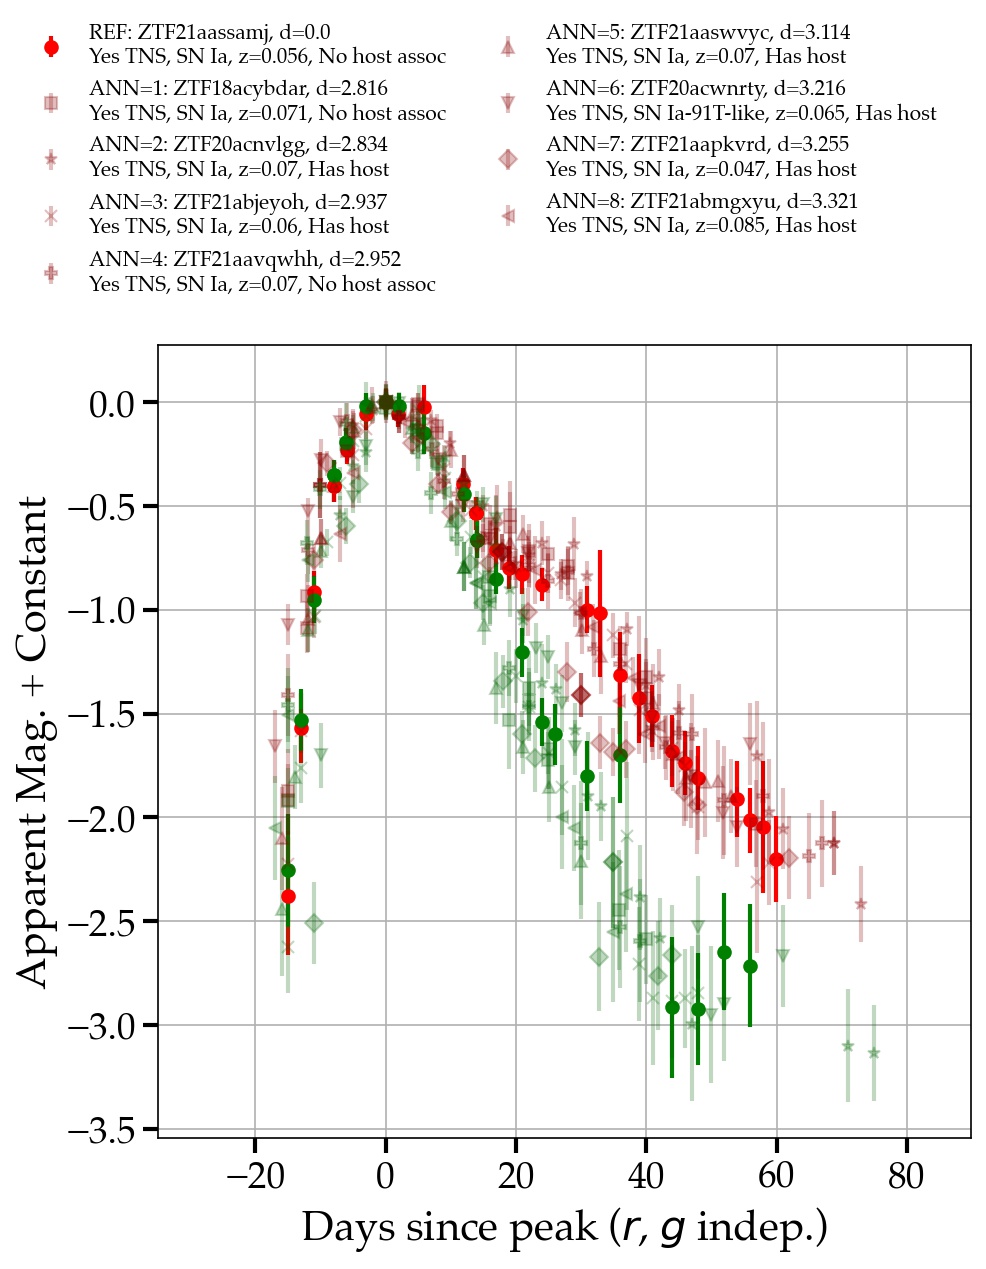 REF: ZTF21aassamj, d=0.0
Yes TNS, SN Ia, z=0.056, No host assoc
ANN=1: ZTF18acybdar, d=2.816
Yes TNS, SN Ia, z=0.071, No host assoc
ANN=2: ZTF20acnvlgg, d=2.834
Yes TNS, SN Ia, z=0.07, Has host
ANN=3: ZTF21abjeyoh, d=2.937
Yes TNS, SN Ia, z=0.06, Has host
ANN=4: ZTF21aavqwhh, d=2.952
Yes TNS, SN Ia, z=0.07, No host assoc
ANN=5: ZTF21aaswvyc, d=3.114
Yes TNS, SN Ia, z=0.07, Has host
ANN=6: ZTF20acwnrty, d=3.216
Yes TNS, SN Ia-91T-like, z=0.065, Has host
ANN=7: ZTF21aapkvrd, d=3.255
Yes TNS, SN Ia, z=0.047, Has host
ANN=8: ZTF21abmgxyu, d=3.321
Yes TNS, SN Ia, z=0.085, Has host
Apparent Mag. + Constant
0.0
−0.5
−1.0
−1.5
−2.0
−2.5
−3.0
−3.5
−20 0 20 40 60 80
Days since peak (r, g indep.)